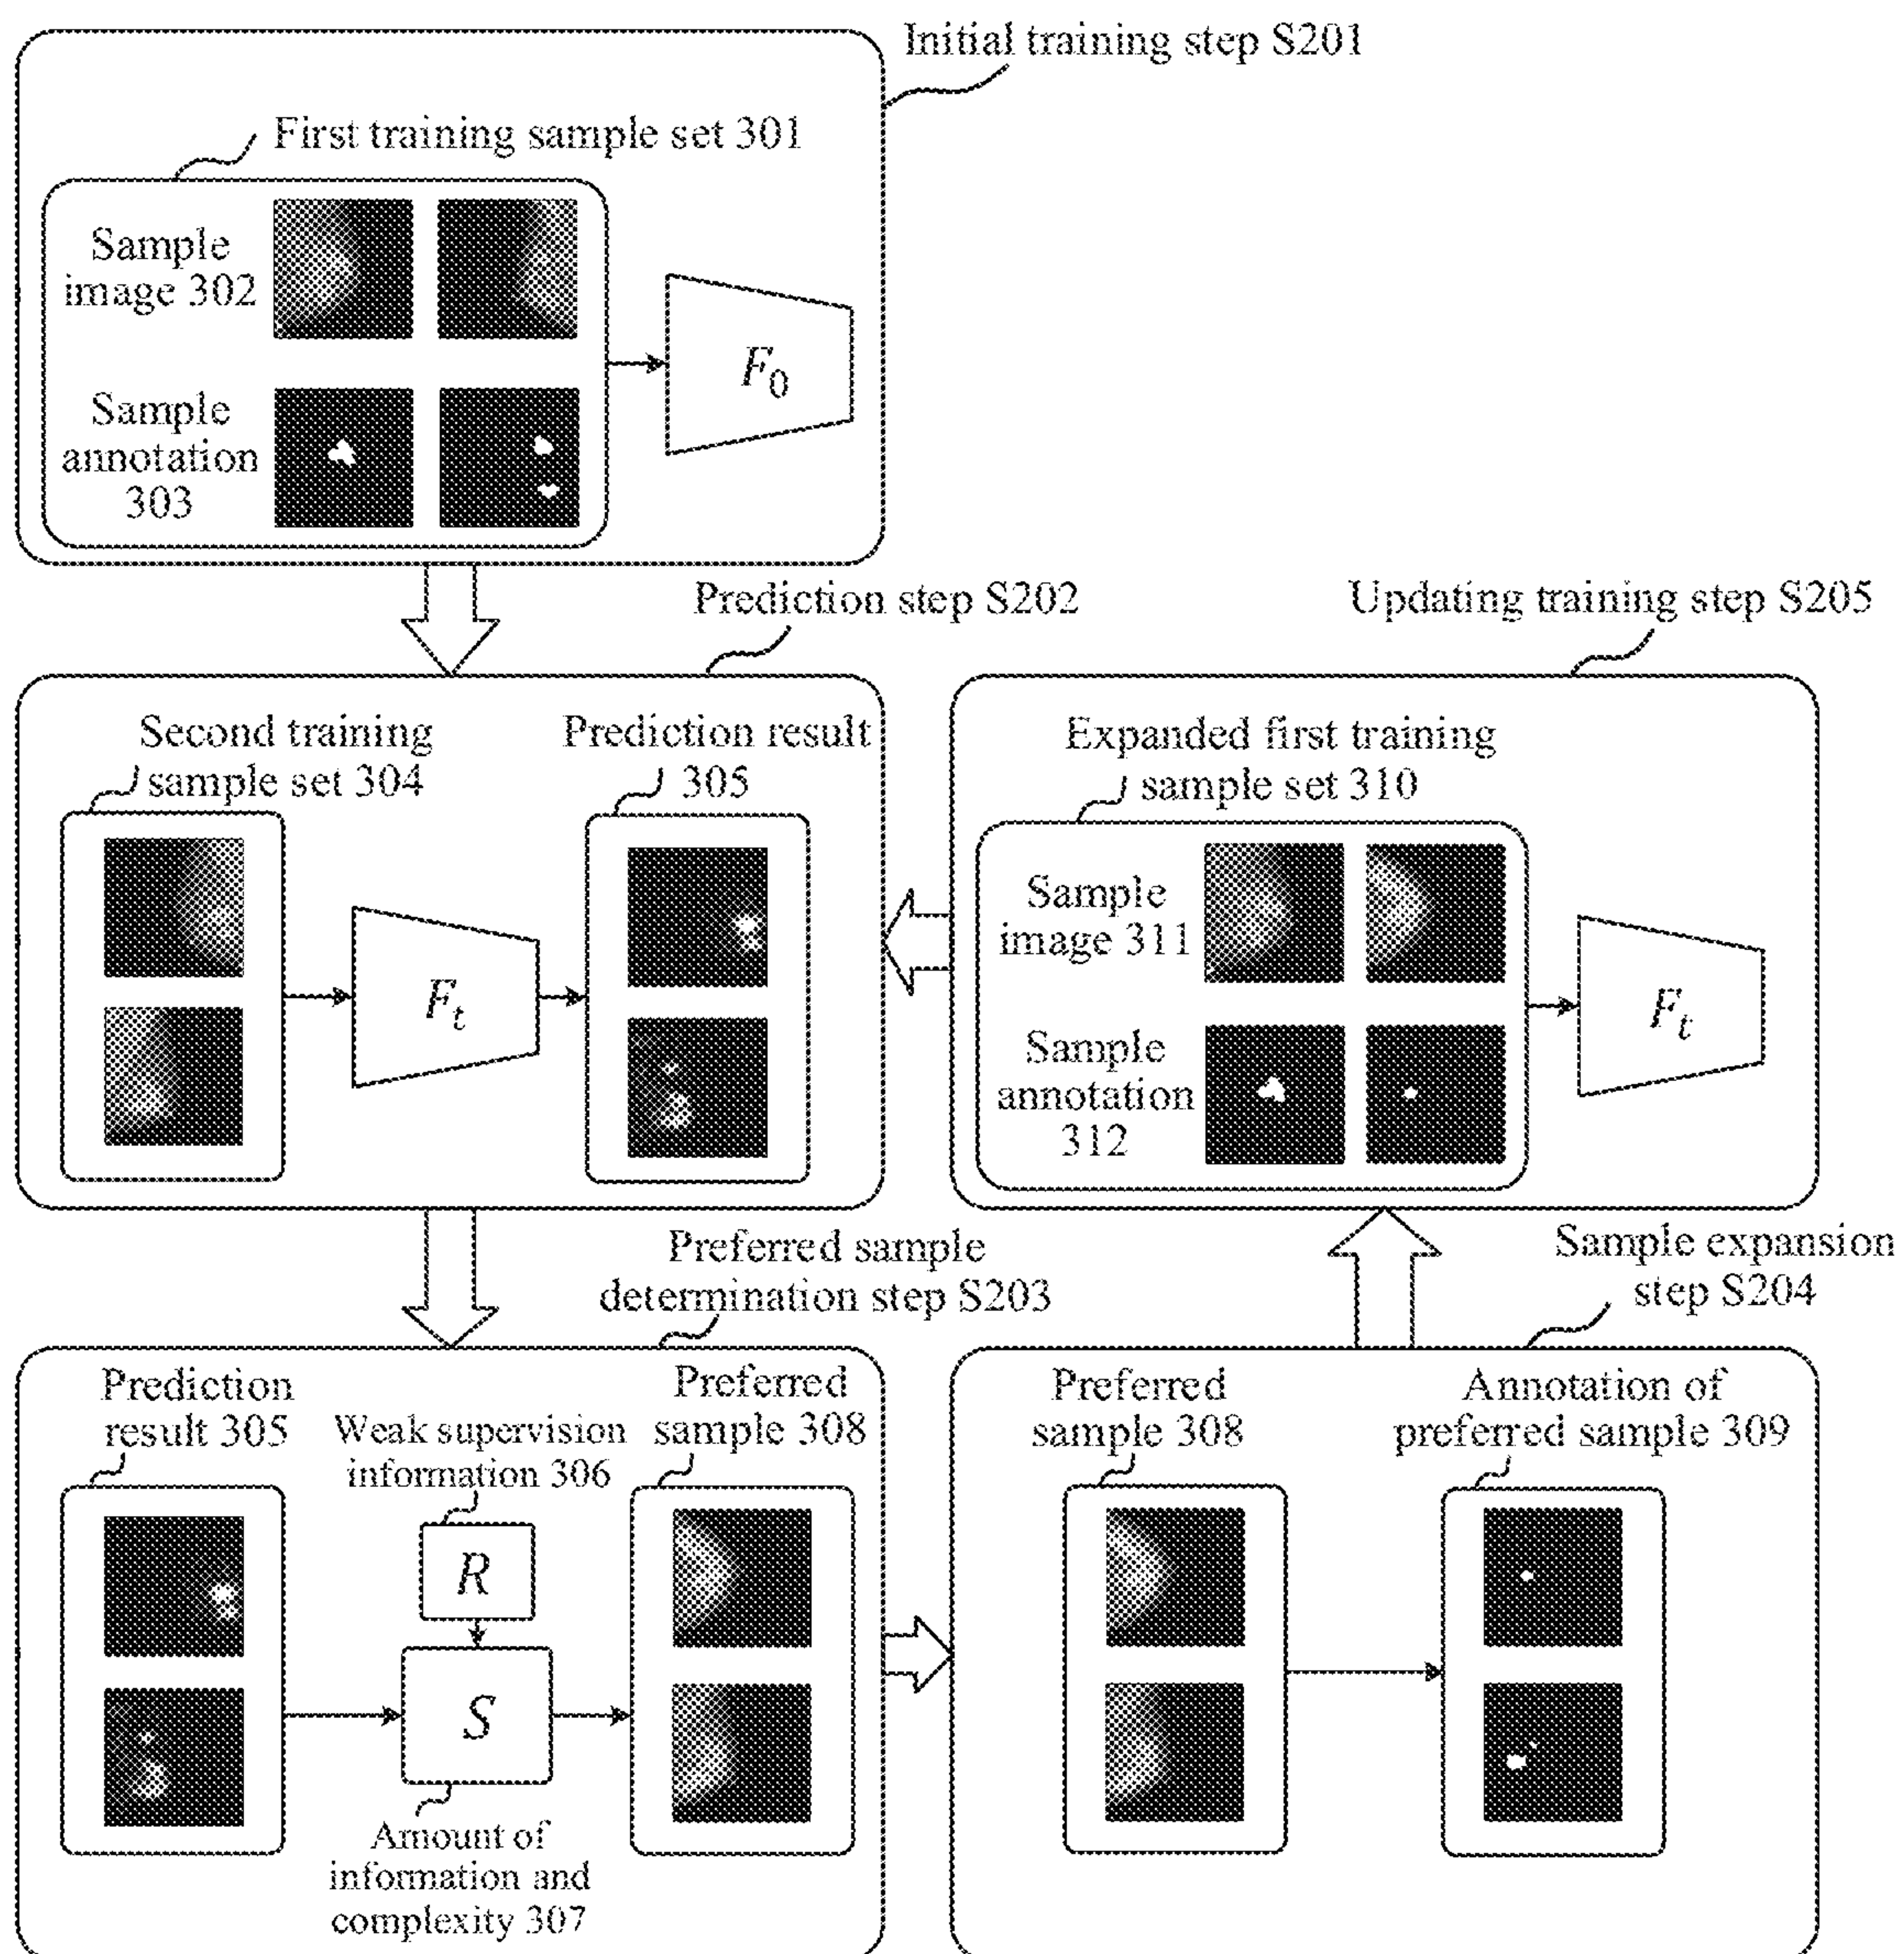 Initial training step S201
First training sample set 301
Sample
image 302
F0
Sample
annotation
303
Prediction step S202
Second training
sample set 304
Prediction result
305
Ft
Updating training step S205
Expanded first training
sample set 310
Sample
image 311
Sample
annotation
312
Ft
Preferred sample
determination step S203
Prediction
result 305
Weak supervision
information 306
Preferred
sample 308
R
S
Amount of
information and
complexity 307
Sample expansion
step S204
Preferred
sample 308
Annotation of
preferred sample 309